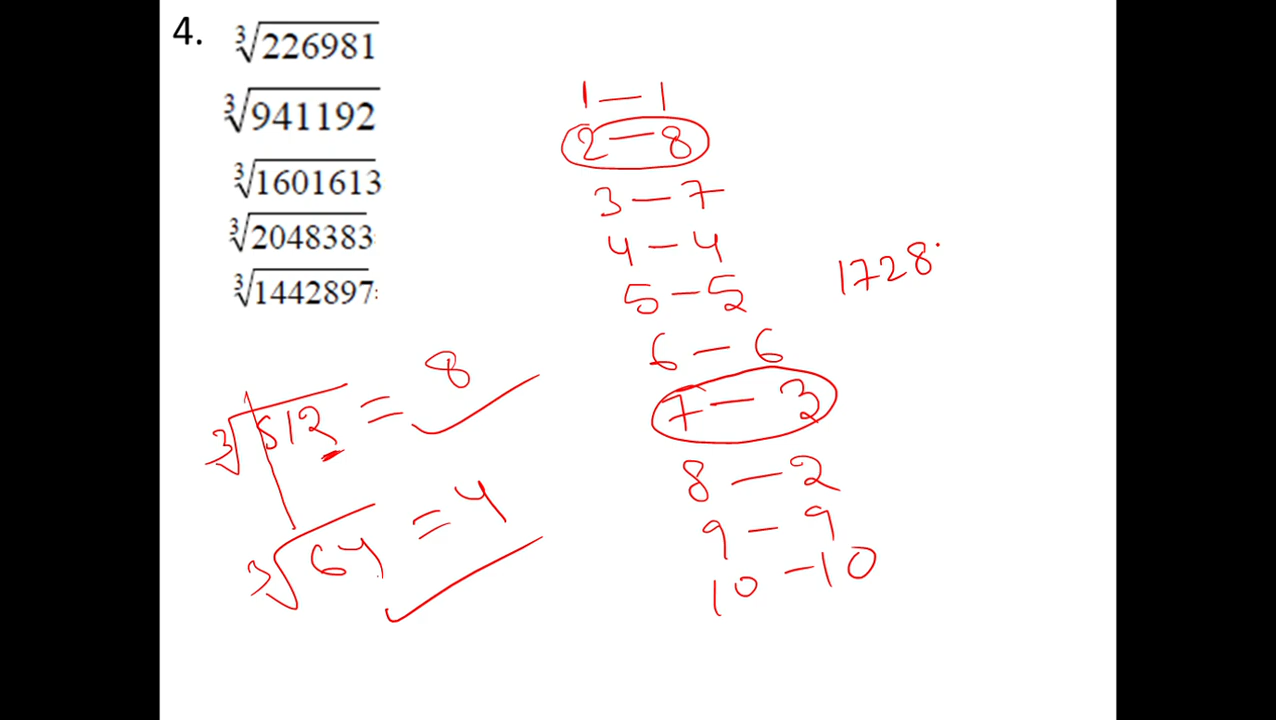 4. ∛226981
∛941192
∛1601613
∛2048383
∛1442897
1 — 1
2 — 8
3 — 7
4 — 4
5 — 5
6 — 6
7 — 3
8 — 2
9 — 9
10 — 10
1728
∛512 = 8
∛64 = 4